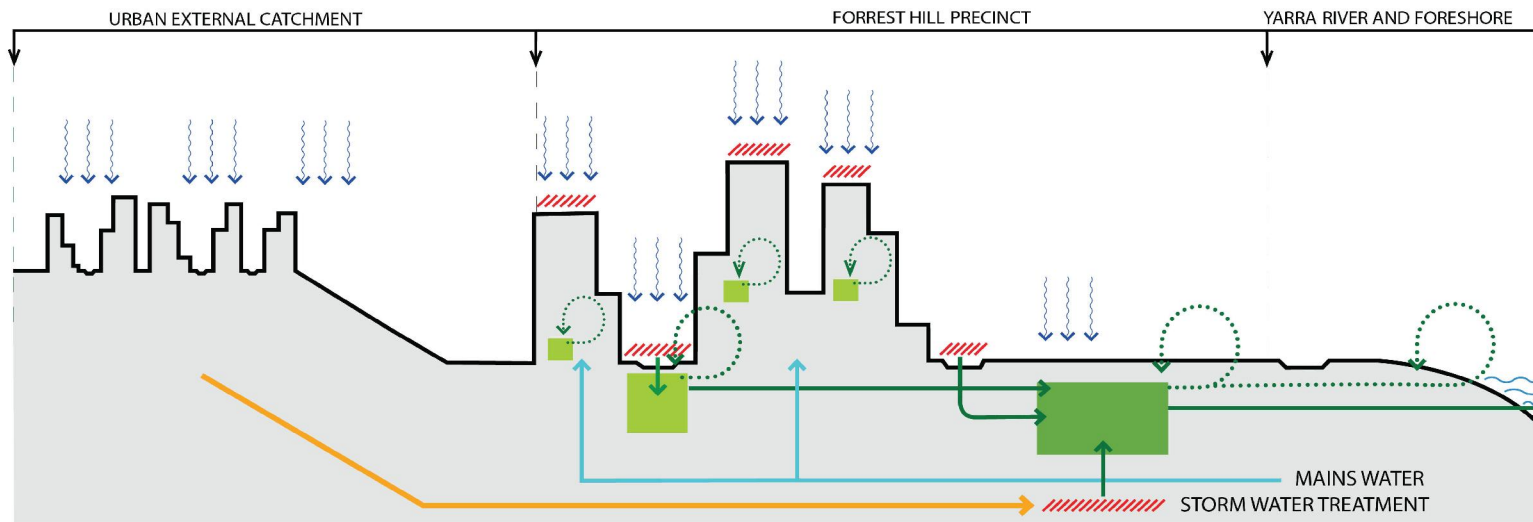 URBAN EXTERNAL CATCHMENT
FORREST HILL PRECINCT
YARRA RIVER AND FORESHORE
MAINS WATER
STORM WATER TREATMENT